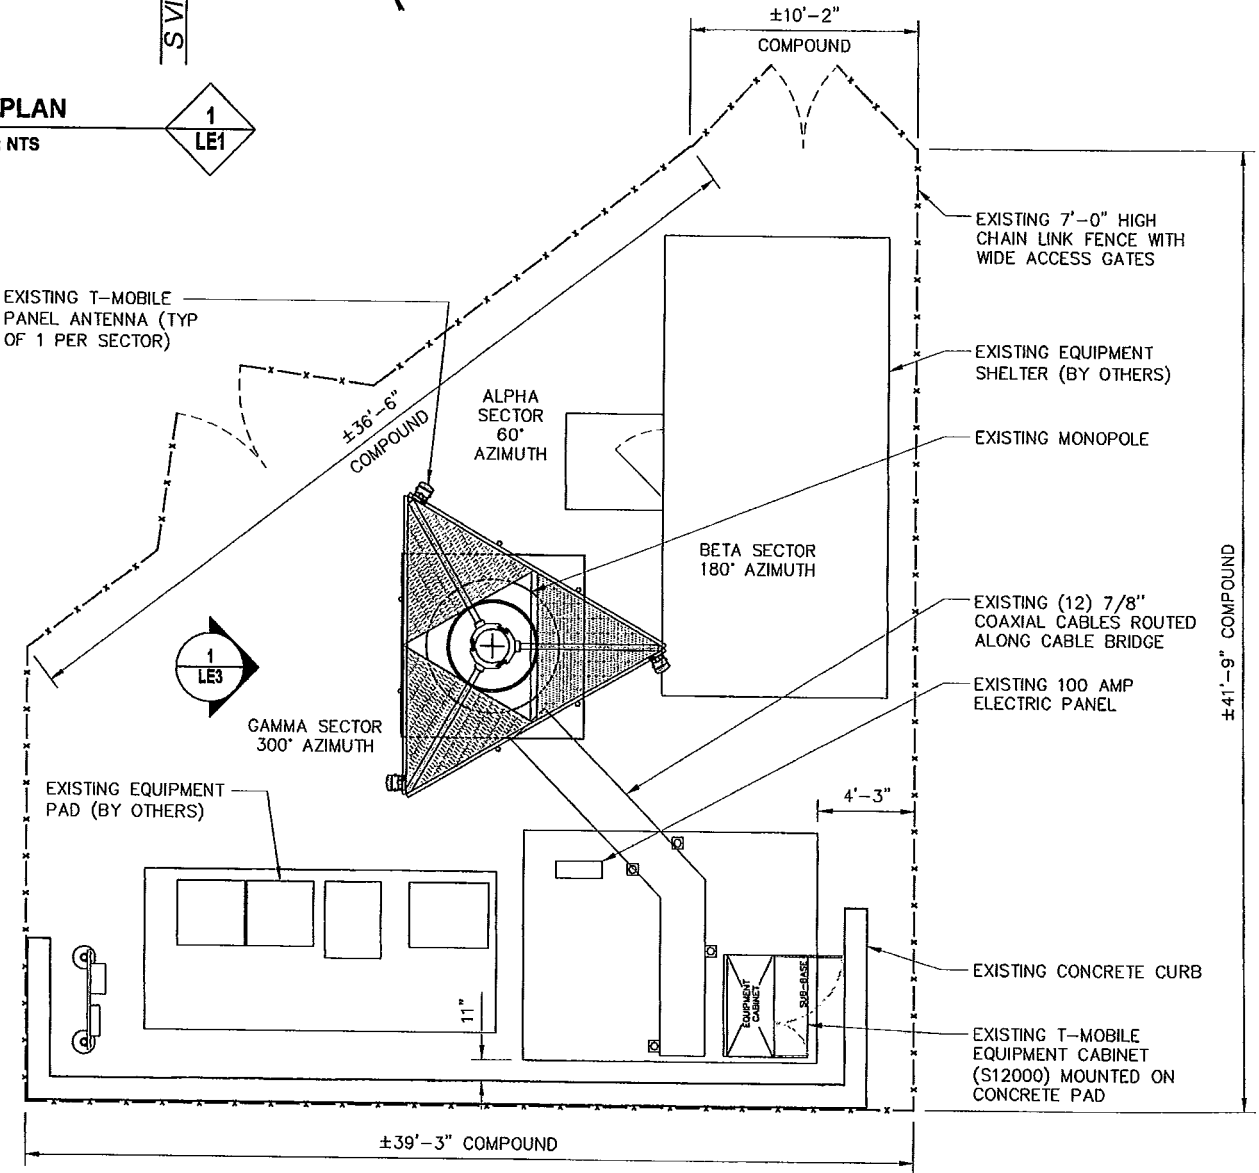 S VI
PLAN
: NTS
1
LE1
±10'-2"
COMPOUND
EXISTING 7'-0" HIGH
CHAIN LINK FENCE WITH
WIDE ACCESS GATES
EXISTING T-MOBILE
PANEL ANTENNA (TYP
OF 1 PER SECTOR)
EXISTING EQUIPMENT
SHELTER (BY OTHERS)
±36'-6"
COMPOUND
ALPHA
SECTOR
60°
AZIMUTH
EXISTING MONOPOLE
BETA SECTOR
180° AZIMUTH
EXISTING (12) 7/8"
COAXIAL CABLES ROUTED
ALONG CABLE BRIDGE
±41'-9" COMPOUND
1
LE3
EXISTING 100 AMP
ELECTRIC PANEL
GAMMA SECTOR
300° AZIMUTH
EXISTING EQUIPMENT
PAD (BY OTHERS)
4'-3"
EXISTING CONCRETE CURB
EQUIPMENT
CABINET
SUB-BASE
11"
EXISTING T-MOBILE
EQUIPMENT CABINET
(S12000) MOUNTED ON
CONCRETE PAD
±39'-3" COMPOUND